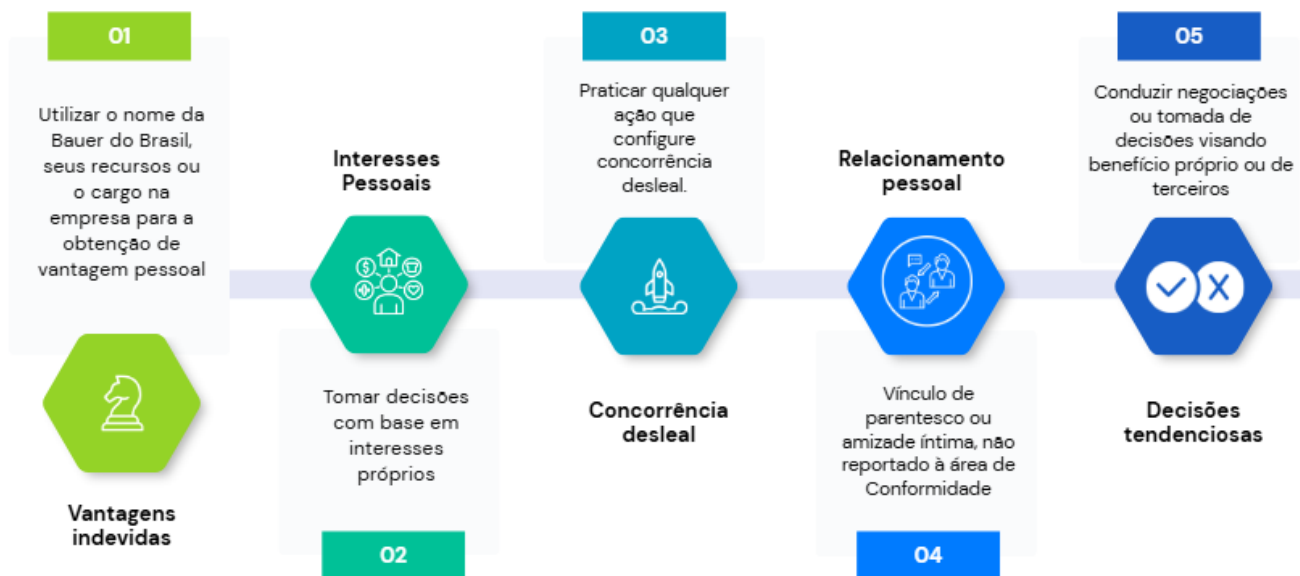 01
Utilizar o nome da
Bauer do Brasil,
seus recursos ou
o cargo na
empresa para a
obtenção de
vantagem pessoal
Vantagens
indevidas
Interesses
Pessoais
Tomar decisões
com base em
interesses
próprios
02
03
Praticar qualquer
ação que
configure
concorrência
desleal.
Concorrência
desleal
Relacionamento
pessoal
Vínculo de
parentesco ou
amizade íntima, não
reportado à área de
Conformidade
04
05
Conduzir negociações
ou tomada de
decisões visando
benefício próprio ou de
terceiros
Decisões
tendenciosas